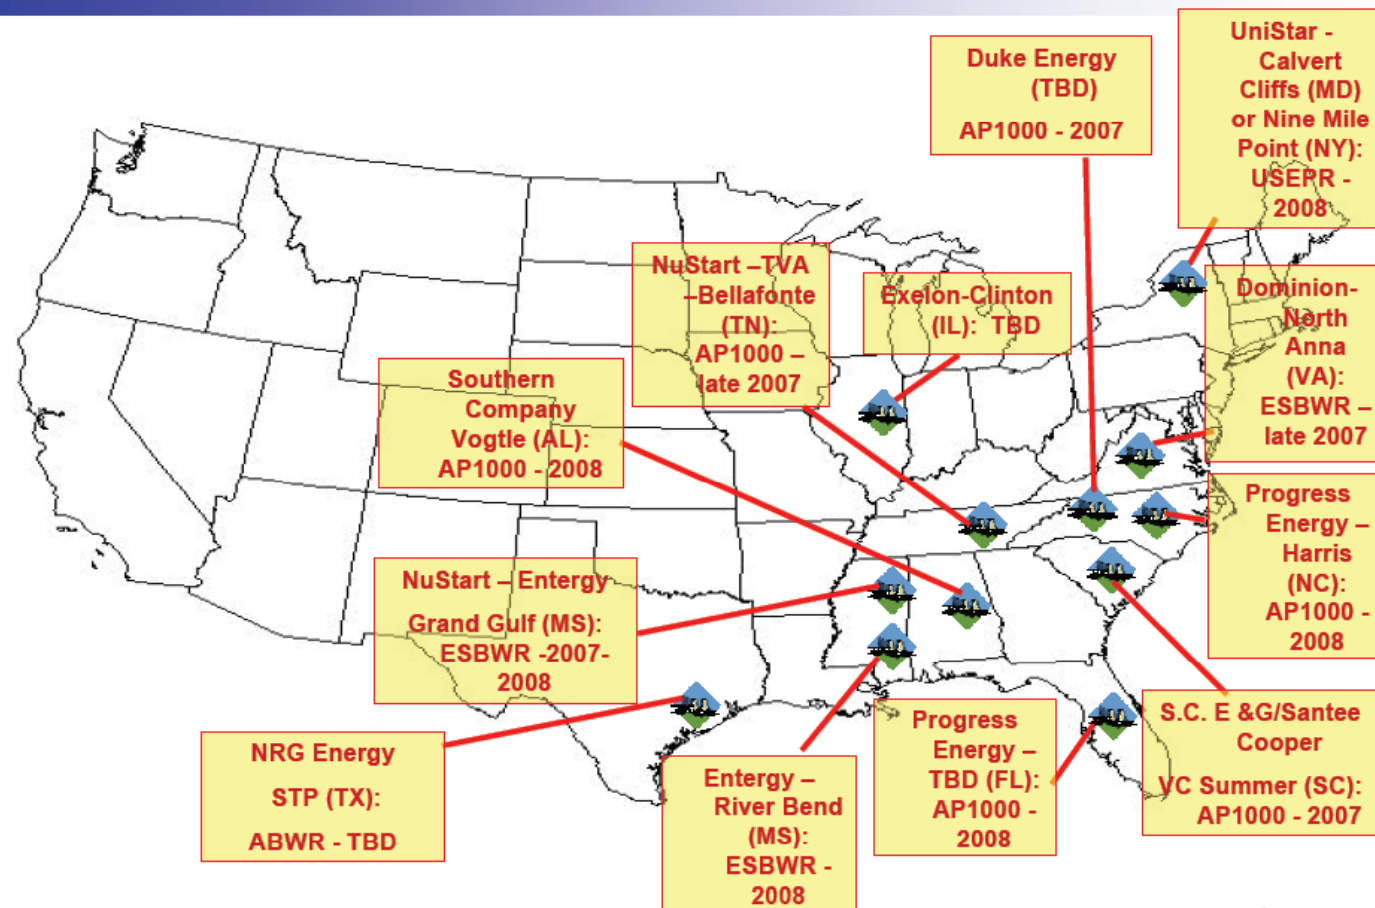 UniStar -
Calvert
Cliffs (MD)
or Nine Mile
Point (NY):
USEPR -
2008
Duke Energy
(TBD)
AP1000 - 2007
NuStart –TVA
–Bellafonte
(TN):
AP1000 –
late 2007
Exelon-Clinton
(IL): TBD
Dominion-
North
Anna
(VA):
ESBWR –
late 2007
Southern
Company
Vogtle (AL):
AP1000 - 2008
Progress
Energy –
Harris
(NC):
AP1000 -
2008
NuStart – Entergy
Grand Gulf (MS):
ESBWR -2007-
2008
S.C. E &G/Santee
Cooper
VC Summer (SC):
AP1000 - 2007
Progress
Energy –
TBD (FL):
AP1000 -
2008
NRG Energy
STP (TX):
ABWR - TBD
Entergy –
River Bend
(MS):
ESBWR -
2008